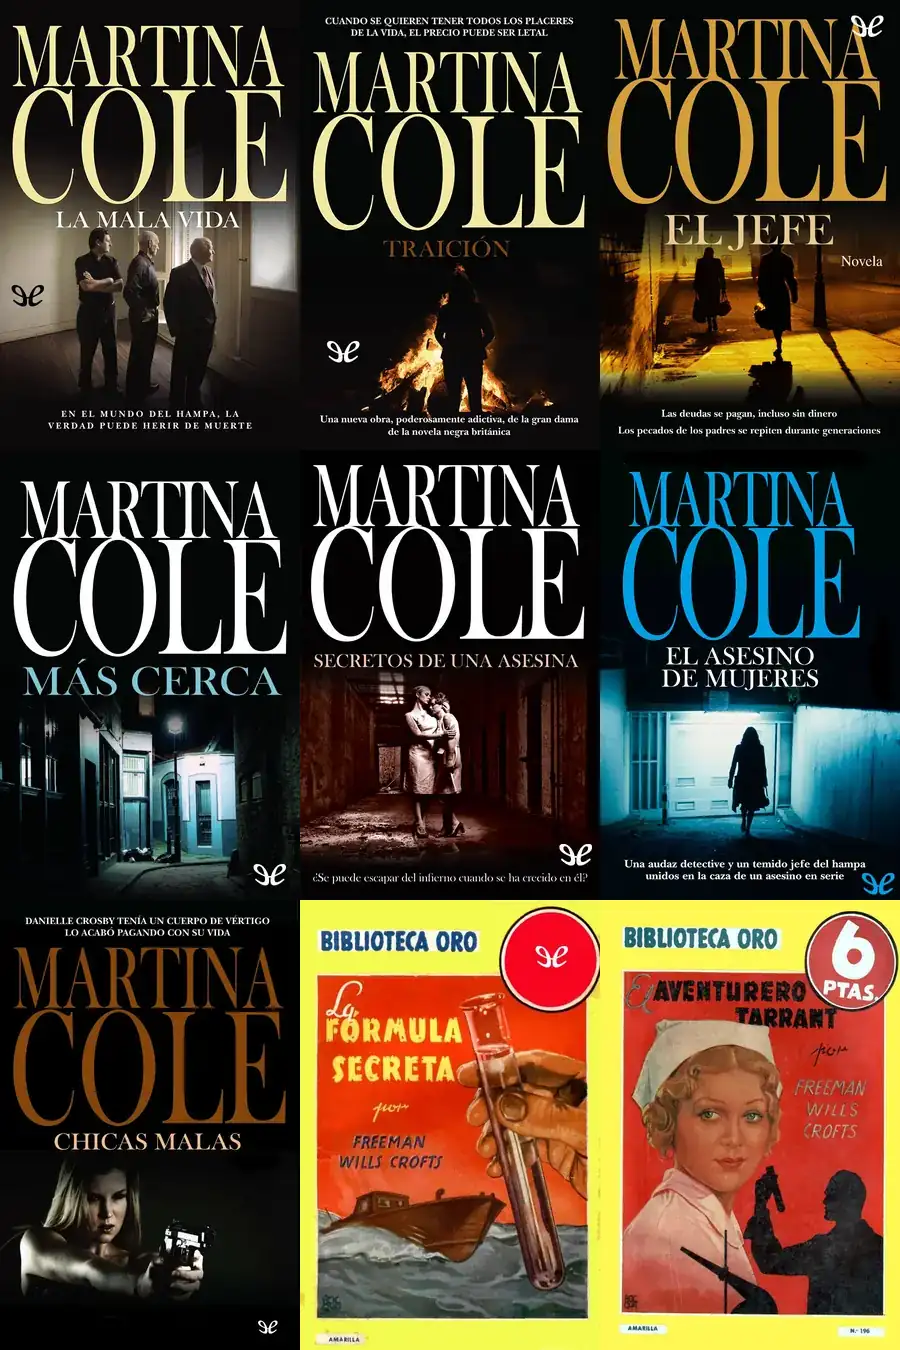 MARTINA
COLE
LA MALA VIDA
EN EL MUNDO DEL HAMPA, LA
VERDAD PUEDE HERIR DE MUERTE
CUANDO SE QUIEREN TENER TODOS LOS PLACERES
DE LA VIDA, EL PRECIO PUEDE SER LETAL
MARTINA
COLE
TRAICIÓN
Una nueva obra, poderosamente adictiva, de la gran dama
de la novela negra británica
MARTINA
COLE
EL JEFE
Novela
Las deudas se pagan, incluso sin dinero
Los pecados de los padres se repiten durante generaciones
MARTINA
COLE
MÁS CERCA
MARTINA
COLE
SECRETOS DE UNA ASESINA
¿Se puede escapar del infierno cuando se ha crecido en él?
MARTINA
COLE
EL ASESINO
DE MUJERES
Una audaz detective y un temido jefe del hampa
unidos en la caza de un asesino en serie
DANIELLE CROSBY TENÍA UN CUERPO DE VÉRTIGO
LO ACABÓ PAGANDO CON SU VIDA
MARTINA
COLE
CHICAS MALAS
BIBLIOTECA ORO
La
FORMULA
SECRETA
por
FREEMAN
WILLS CROFTS
AMARILLA
BIBLIOTECA ORO
6
PTAS.
El AVENTURERO
TARRANT
por
FREEMAN
WILLS
CROFTS
AMARILLA
N.º 196